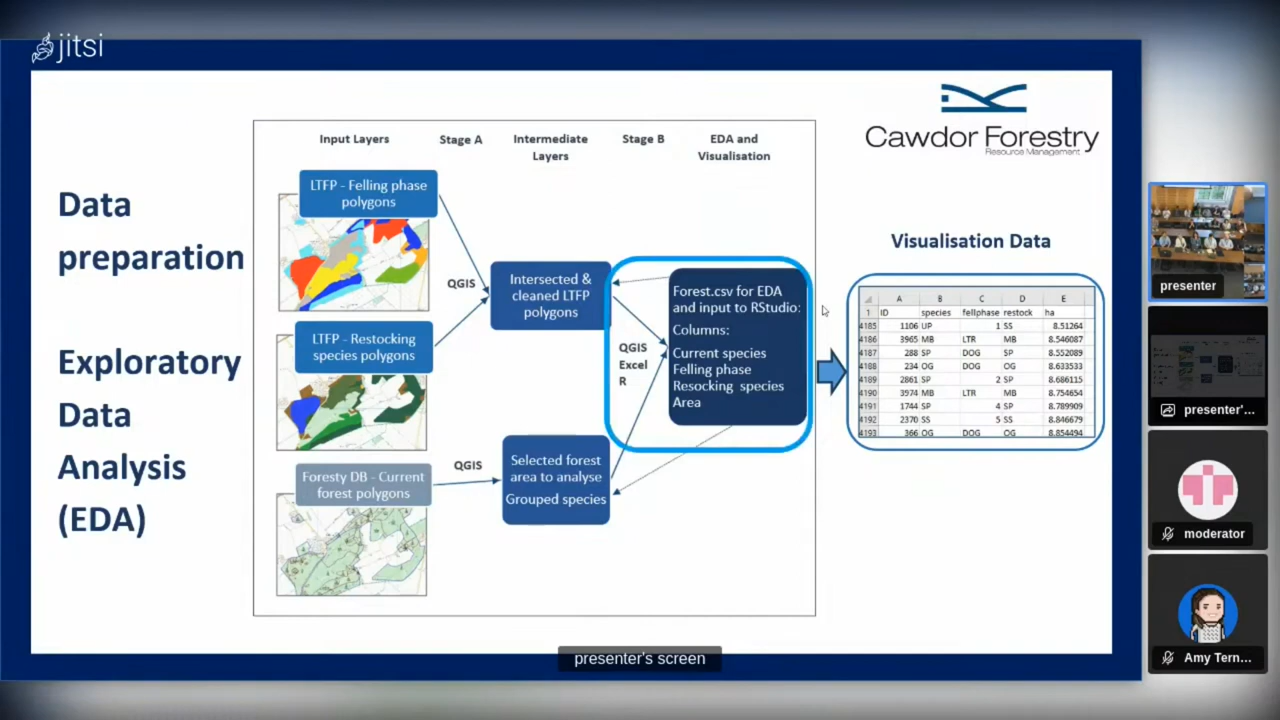 jitsi
Cawdor Forestry
Resource Management
Data
preparation
Exploratory
Data
Analysis
(EDA)
Input Layers
Stage A
Intermediate
Layers
Stage B
EDA and
Visualisation
LTFP - Felling phase
polygons
QGIS
LTFP - Restocking
species polygons
Foresty DB - Current
forest polygons
QGIS
Intersected &
cleaned LTFP
polygons
Selected forest
area to analyse
Grouped species
QGIS
Excel
R
Forest.csv for EDA
and input to RStudio:
Columns:
Current species
Felling phase
Resocking species
Area
Visualisation Data
A B C D E
1 ID species fellphase restock ha
4185 1106 UP 1 SS 8.51264
4186 3965 MB LTR MB 8.546087
4187 288 SP DOG SP 8.552089
4188 234 OG DOG OG 8.633533
4189 2861 SP 2 SP 8.686115
4190 3974 MB LTR MB 8.754654
4191 1744 SP 4 SP 8.789909
4192 2370 SS 5 SS 8.846679
4193 366 OG DOG OG 8.854494
presenter's screen
presenter
presenter'...
moderator
Amy Tern...